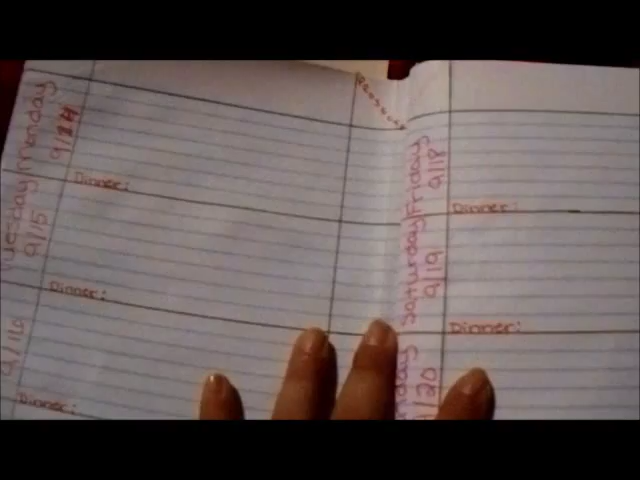 Monday
9/14
Dinner:
Tuesday
9/15
Dinner:
9/16
Dinner:
Friday
9/18
Dinner:
Saturday
9/19
Dinner:
9/20